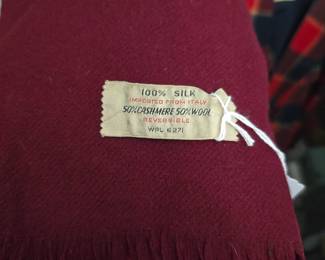 100% SILK
IMPORTED FROM ITALY
50%CASHMERE 50%WOOL
REVERSIBLE
WPL 6271